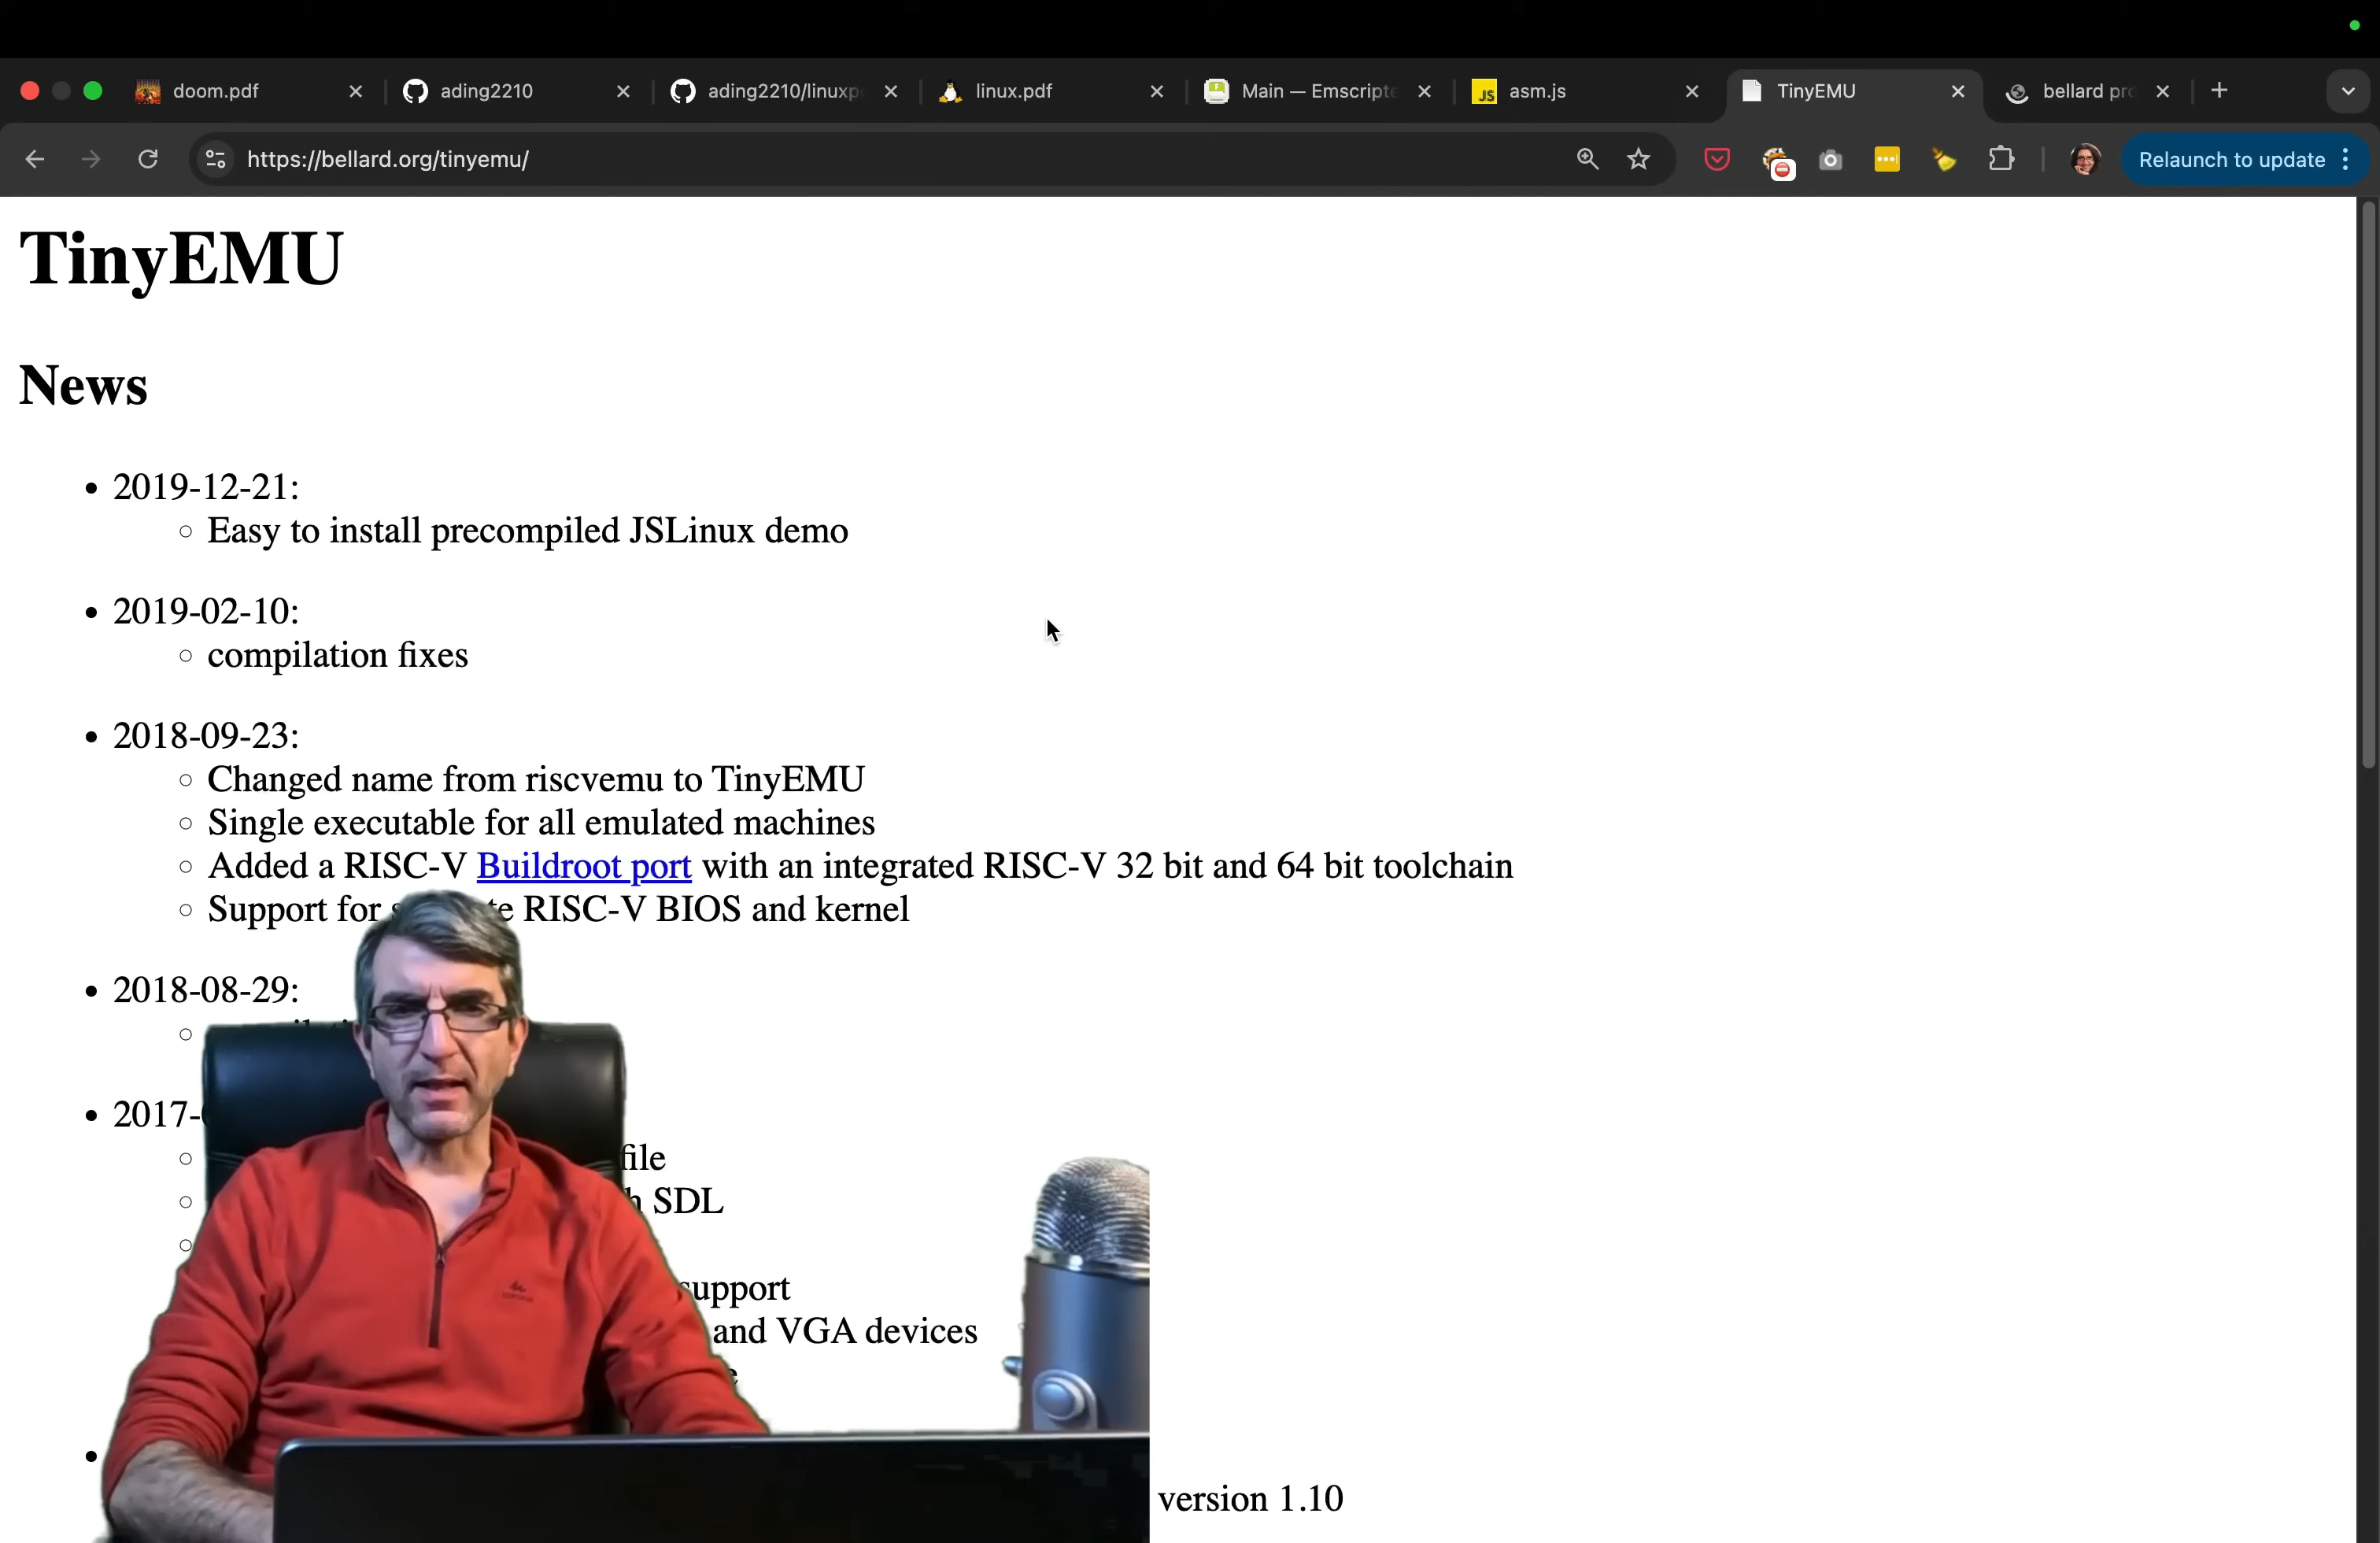 doom.pdf
ading2210
ading2210/linuxp
linux.pdf
Main — Emscripte
JS
asm.js
TinyEMU
bellard pr
https://bellard.org/tinyemu/
Relaunch to update
TinyEMU
News
2019-12-21:
Easy to install precompiled JSLinux demo
2019-02-10:
compilation fixes
2018-09-23:
Changed name from riscvemu to TinyEMU
Single executable for all emulated machines
Added a RISC-V Buildroot port with an integrated RISC-V 32 bit and 64 bit toolchain
Support for RISC-V BIOS and kernel
2018-08-29:
2017-
file
SDL
support
and VGA devices
version 1.10